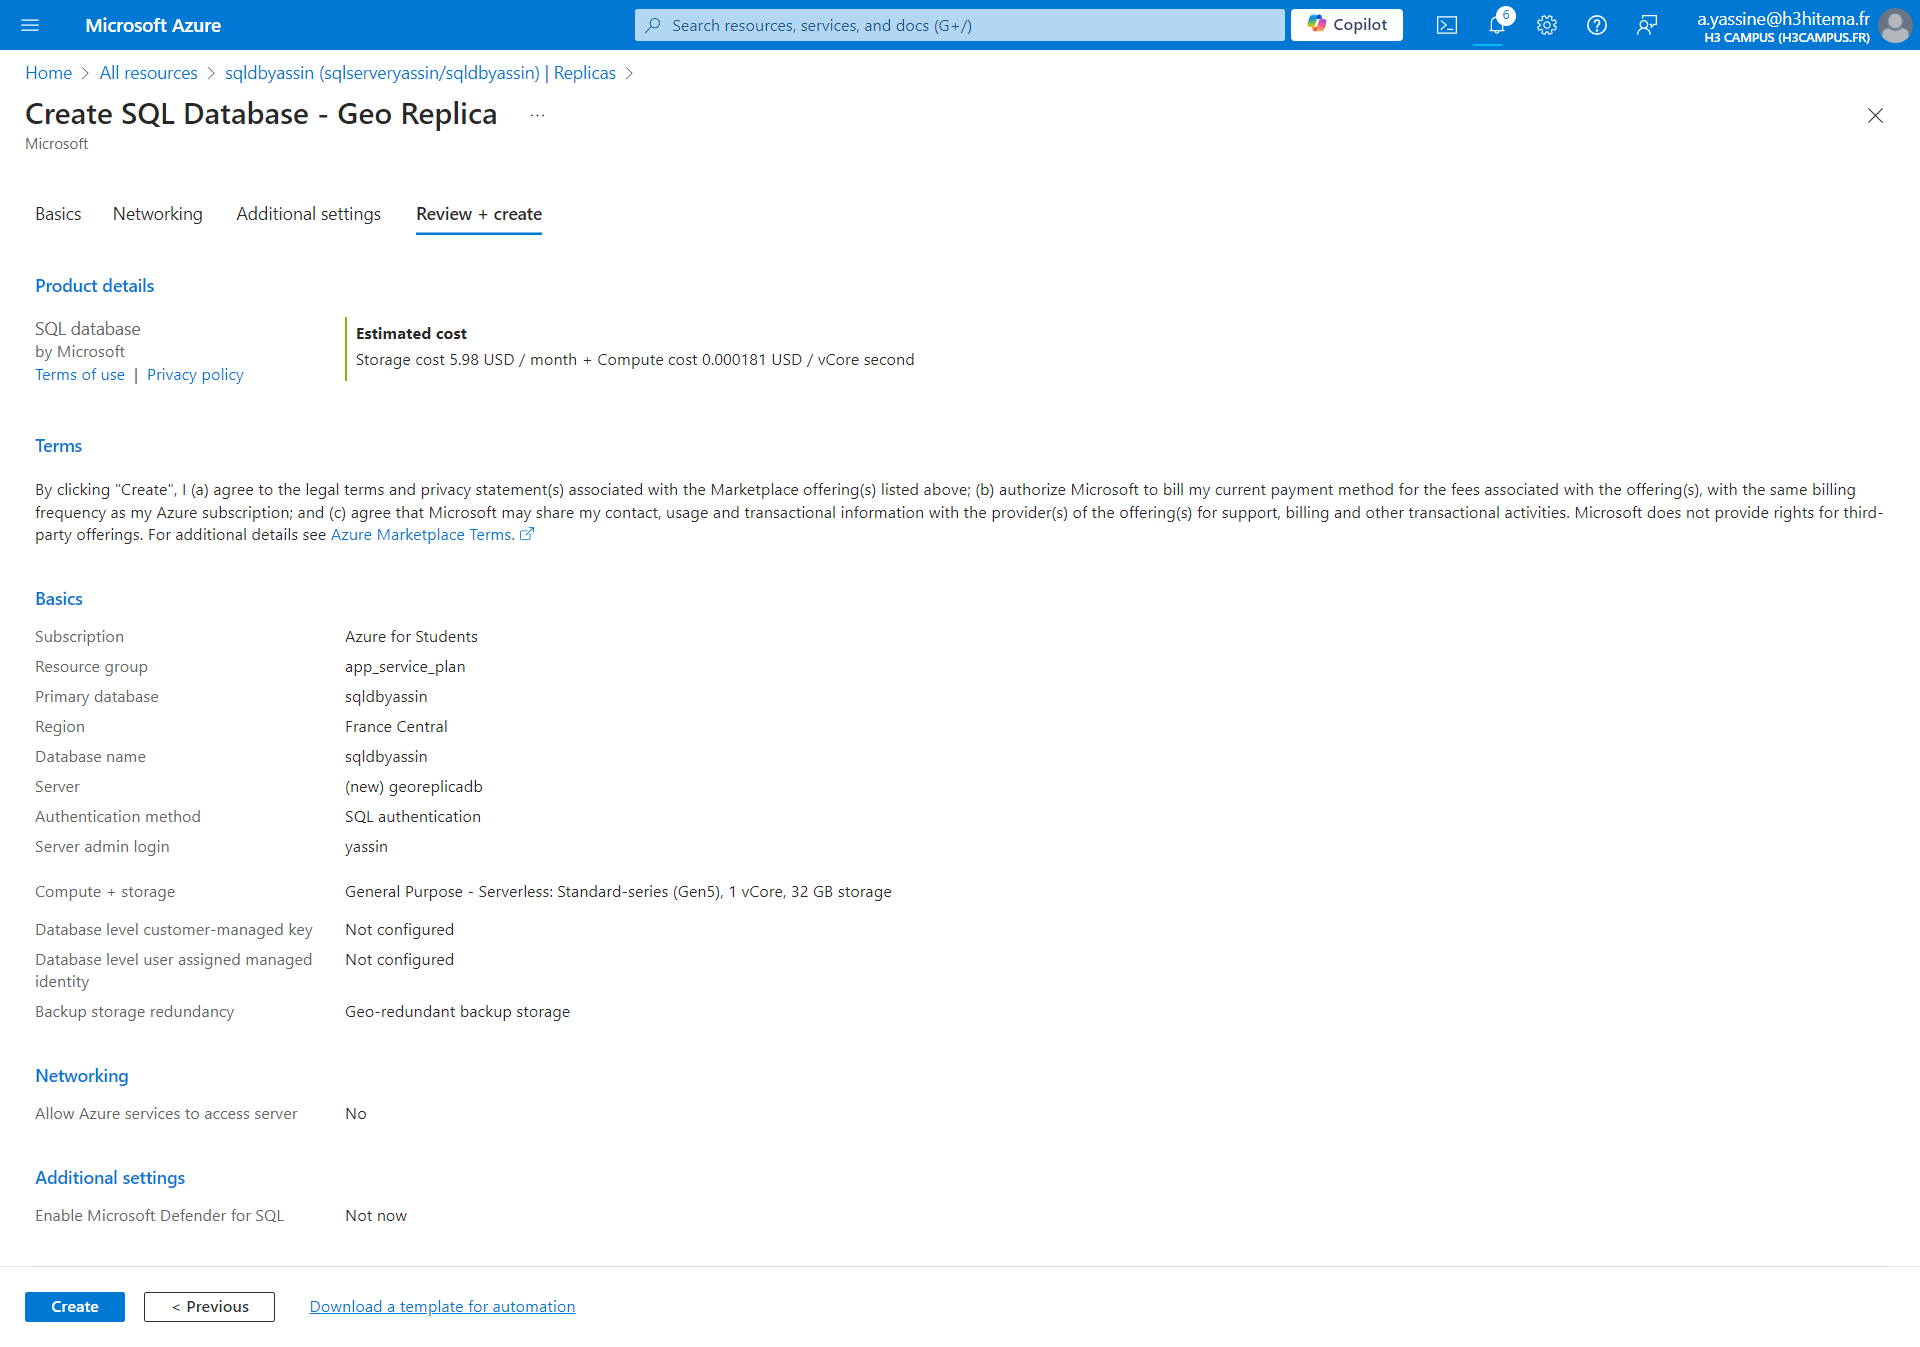 Microsoft Azure
Search resources, services, and docs (G+/)
Copilot
6
a.yassine@h3hitema.fr
H3 CAMPUS (H3CAMPUS.FR)
Home > All resources > sqldbyassin (sqlserveryassin/sqldbyassin) | Replicas >
Create SQL Database - Geo Replica ...
Microsoft
Basics Networking Additional settings Review + create
Product details
SQL database
by Microsoft
Terms of use | Privacy policy
Estimated cost
Storage cost 5.98 USD / month + Compute cost 0.000181 USD / vCore second
Terms
By clicking "Create", I (a) agree to the legal terms and privacy statement(s) associated with the Marketplace offering(s) listed above; (b) authorize Microsoft to bill my current payment method for the fees associated with the offering(s), with the same billing
frequency as my Azure subscription; and (c) agree that Microsoft may share my contact, usage and transactional information with the provider(s) of the offering(s) for support, billing and other transactional activities. Microsoft does not provide rights for third-
party offerings. For additional details see Azure Marketplace Terms.
Basics
Subscription Azure for Students
Resource group app_service_plan
Primary database sqldbyassin
Region France Central
Database name sqldbyassin
Server (new) georeplicadb
Authentication method SQL authentication
Server admin login yassin
Compute + storage General Purpose - Serverless: Standard-series (Gen5), 1 vCore, 32 GB storage
Database level customer-managed key Not configured
Database level user assigned managed Not configured
identity
Backup storage redundancy Geo-redundant backup storage
Networking
Allow Azure services to access server No
Additional settings
Enable Microsoft Defender for SQL Not now
Create < Previous Download a template for automation